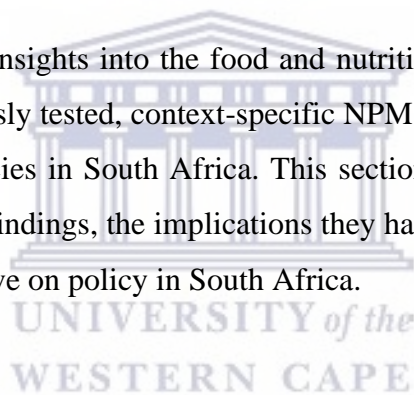 nsights into the food and nutriti
sly tested, context-specific NPM
ies in South Africa. This section
indings, the implications they ha
ve on policy in South Africa.
UNIVERSITY of the
WESTERN CAPE